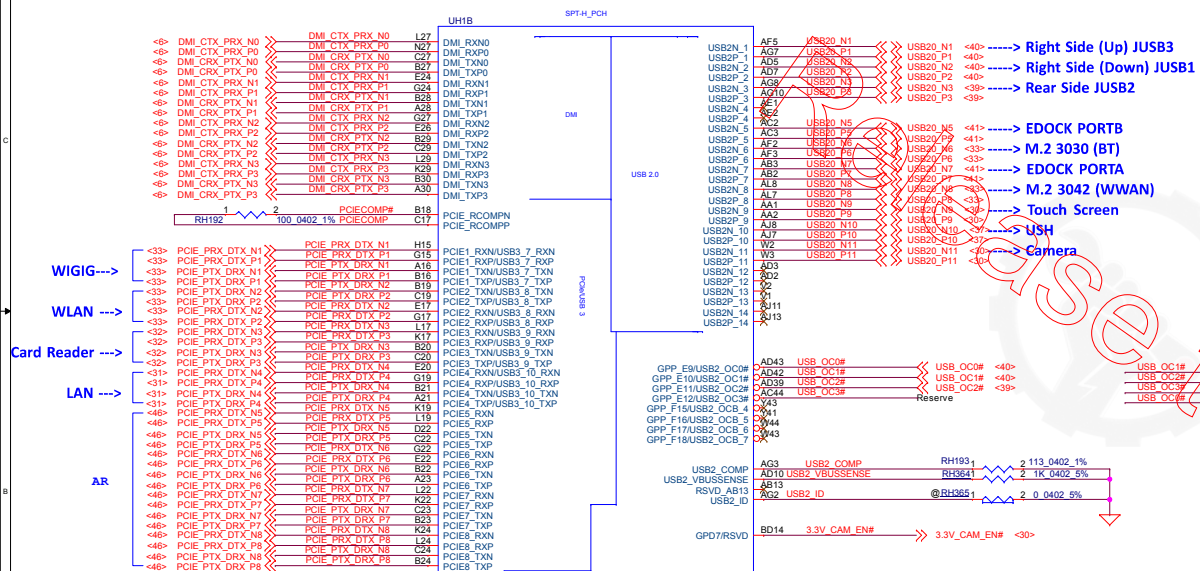 SPT-H_PCH
UH1B
<6> DMI_CTX_PRX_N0 DMI_CTX_PRX_N0 L27 DMI_RXN0
<6> DMI_CTX_PRX_P0 DMI_CTX_PRX_P0 N27 DMI_RXP0
<6> DMI_CRX_PTX_N0 DMI_CRX_PTX_N0 C27 DMI_TXN0
<6> DMI_CRX_PTX_P0 DMI_CRX_PTX_P0 B27 DMI_TXP0
<6> DMI_CTX_PRX_N1 DMI_CTX_PRX_N1 E24 DMI_RXN1
<6> DMI_CTX_PRX_P1 DMI_CTX_PRX_P1 G24 DMI_RXP1
<6> DMI_CRX_PTX_N1 DMI_CRX_PTX_N1 B28 DMI_TXN1
<6> DMI_CRX_PTX_P1 DMI_CRX_PTX_P1 A28 DMI_TXP1
<6> DMI_CTX_PRX_N2 DMI_CTX_PRX_N2 G27 DMI_RXN2
<6> DMI_CTX_PRX_P2 DMI_CTX_PRX_P2 E26 DMI_RXP2
<6> DMI_CRX_PTX_N2 DMI_CRX_PTX_N2 B29 DMI_TXN2
<6> DMI_CRX_PTX_P2 DMI_CRX_PTX_P2 C29 DMI_TXP2
<6> DMI_CTX_PRX_N3 DMI_CTX_PRX_N3 L29 DMI_RXN3
<6> DMI_CTX_PRX_P3 DMI_CTX_PRX_P3 K29 DMI_RXP3
<6> DMI_CRX_PTX_N3 DMI_CRX_PTX_N3 B30 DMI_TXN3
<6> DMI_CRX_PTX_P3 DMI_CRX_PTX_P3 A30 DMI_TXP3
DMI
USB 2.0
PCIe/USB 3
1 2 PCIECOMP# B18 PCIE_RCOMPN
RH192 100_0402_1% PCIECOMP C17 PCIE_RCOMPP
WIGIG--->
<33> PCIE_PRX_DTX_N1 PCIE_PRX_DTX_N1 H15 PCIE1_RXN/USB3_7_RXN
<33> PCIE_PRX_DTX_P1 PCIE_PRX_DTX_P1 G15 PCIE1_RXP/USB3_7_RXP
<33> PCIE_PTX_DRX_N1 PCIE_PTX_DRX_N1 A16 PCIE1_TXN/USB3_7_TXN
<33> PCIE_PTX_DRX_P1 PCIE_PTX_DRX_P1 B16 PCIE1_TXP/USB3_7_TXP
WLAN --->
<33> PCIE_PTX_DRX_N2 PCIE_PTX_DRX_N2 B19 PCIE2_TXN/USB3_8_TXN
<33> PCIE_PTX_DRX_P2 PCIE_PTX_DRX_P2 C19 PCIE2_TXP/USB3_8_TXP
<33> PCIE_PRX_DTX_N2 PCIE_PRX_DTX_N2 E17 PCIE2_RXN/USB3_8_RXN
<33> PCIE_PRX_DTX_P2 PCIE_PRX_DTX_P2 G17 PCIE2_RXP/USB3_8_RXP
Card Reader --->
<32> PCIE_PRX_DTX_N3 PCIE_PRX_DTX_N3 L17 PCIE3_RXN/USB3_9_RXN
<32> PCIE_PRX_DTX_P3 PCIE_PRX_DTX_P3 K17 PCIE3_RXP/USB3_9_RXP
<32> PCIE_PTX_DRX_N3 PCIE_PTX_DRX_N3 B20 PCIE3_TXN/USB3_9_TXN
<32> PCIE_PTX_DRX_P3 PCIE_PTX_DRX_P3 C20 PCIE3_TXP/USB3_9_TXP
LAN --->
<31> PCIE_PRX_DTX_N4 PCIE_PRX_DTX_N4 E20 PCIE4_RXN/USB3_10_RXN
<31> PCIE_PRX_DTX_P4 PCIE_PRX_DTX_P4 G19 PCIE4_RXP/USB3_10_RXP
<31> PCIE_PTX_DRX_N4 PCIE_PTX_DRX_N4 B21 PCIE4_TXN/USB3_10_TXN
<31> PCIE_PTX_DRX_P4 PCIE_PTX_DRX_P4 A21 PCIE4_TXP/USB3_10_TXP
AR
<46> PCIE_PRX_DTX_N5 PCIE_PRX_DTX_N5 K19 PCIE5_RXN
<46> PCIE_PRX_DTX_P5 PCIE_PRX_DTX_P5 L19 PCIE5_RXP
<46> PCIE_PTX_DRX_N5 PCIE_PTX_DRX_N5 D22 PCIE5_TXN
<46> PCIE_PTX_DRX_P5 PCIE_PTX_DRX_P5 C22 PCIE5_TXP
<46> PCIE_PRX_DTX_N6 PCIE_PRX_DTX_N6 G22 PCIE6_RXN
<46> PCIE_PRX_DTX_P6 PCIE_PRX_DTX_P6 E22 PCIE6_RXP
<46> PCIE_PTX_DRX_N6 PCIE_PTX_DRX_N6 B22 PCIE6_TXN
<46> PCIE_PTX_DRX_P6 PCIE_PTX_DRX_P6 A23 PCIE6_TXP
<46> PCIE_PRX_DTX_N7 PCIE_PRX_DTX_N7 L22 PCIE7_RXN
<46> PCIE_PRX_DTX_P7 PCIE_PRX_DTX_P7 K22 PCIE7_RXP
<46> PCIE_PTX_DRX_N7 PCIE_PTX_DRX_N7 C23 PCIE7_TXN
<46> PCIE_PTX_DRX_P7 PCIE_PTX_DRX_P7 B23 PCIE7_TXP
<46> PCIE_PRX_DTX_N8 PCIE_PRX_DTX_N8 K24 PCIE8_RXN
<46> PCIE_PRX_DTX_P8 PCIE_PRX_DTX_P8 L24 PCIE8_RXP
<46> PCIE_PTX_DRX_N8 PCIE_PTX_DRX_N8 C24 PCIE8_TXN
<46> PCIE_PTX_DRX_P8 PCIE_PTX_DRX_P8 B24 PCIE8_TXP
USB2N_1 AF5 USB20_N1 USB20_N1 <40> -----> Right Side (Up) JUSB3
USB2P_1 AG7 USB20_P1 USB20_P1 <40>
USB2N_2 AD5 USB20_N2 USB20_N2 <40> -----> Right Side (Down) JUSB1
USB2P_2 AD7 USB20_P2 USB20_P2 <40>
USB2N_3 AG8 USB20_N3 USB20_N3 <39> -----> Rear Side JUSB2
USB2P_3 AG10 USB20_P3 USB20_P3 <39>
USB2N_4 AE1
USB2P_4 AE2
USB2N_5 AC2 USB20_N5 USB20_N5 <41> -----> EDOCK PORTB
USB2P_5 AC3 USB20_P5 USB20_P5 <41>
USB2N_6 AF2 USB20_N6 USB20_N6 <33> -----> M.2 3030 (BT)
USB2P_6 AF3 USB20_P6 USB20_P6 <33>
USB2N_7 AB3 USB20_N7 USB20_N7 <41> -----> EDOCK PORTA
USB2P_7 AB2 USB20_P7 USB20_P7 <41>
USB2N_8 AL8 USB20_N8 USB20_N8 <33> -----> M.2 3042 (WWAN)
USB2P_8 AL7 USB20_P8 USB20_P8 <33>
USB2N_9 AA1 USB20_N9 USB20_N9 <30> -----> Touch Screen
USB2P_9 AA2 USB20_P9 USB20_P9 <30>
USB2N_10 AJ8 USB20_N10 USB20_N10 <37> -----> USH
USB2P_10 AJ7 USB20_P10 USB20_P10 <37>
USB2N_11 W2 USB20_N11 USB20_N11 <30> -----> Camera
USB2P_11 W3 USB20_P11 USB20_P11 <30>
USB2N_12 AD3
USB2P_12 AD2
USB2N_13 V2
USB2P_13 V1
USB2N_14 AJ11
USB2P_14 AJ13
GPP_E9/USB2_OC0# AD43 USB_OC0# USB_OC0# <40>
GPP_E10/USB2_OC1# AD42 USB_OC1# USB_OC1# <40>
GPP_E11/USB2_OC2# AD39 USB_OC2# USB_OC2# <39>
GPP_E12/USB2_OC3# AC44 USB_OC3# Reserve
GPP_F15/USB2_OCB_4 Y43
GPP_F16/USB2_OCB_5 Y41
GPP_F17/USB2_OCB_6 W44
GPP_F18/USB2_OCB_7 W43
USB_OC1#
USB_OC2#
USB_OC3#
USB_OC0#
USB2_COMP AG3 USB2_COMP RH193 1 2 113_0402_1%
USB2_VBUSSENSE AD10 USB2_VBUSSENSE RH364 1 2 1K_0402_5%
RSVD_AB13 AB13
USB2_ID AG2 USB2_ID @ RH365 1 2 0_0402_5%
GPD7/RSVD BD14 3.3V_CAM_EN# 3.3V_CAM_EN# <30>
C
B